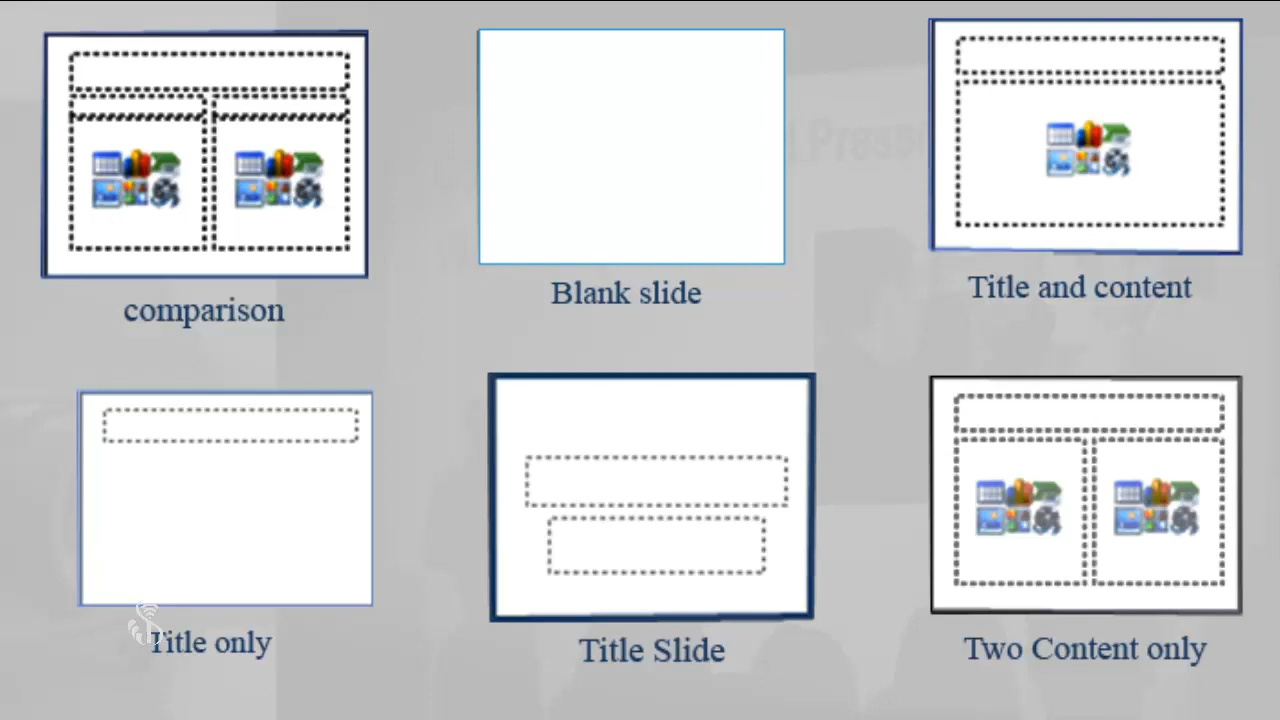 comparison
Blank slide
Title and content
Title only
Title Slide
Two Content only